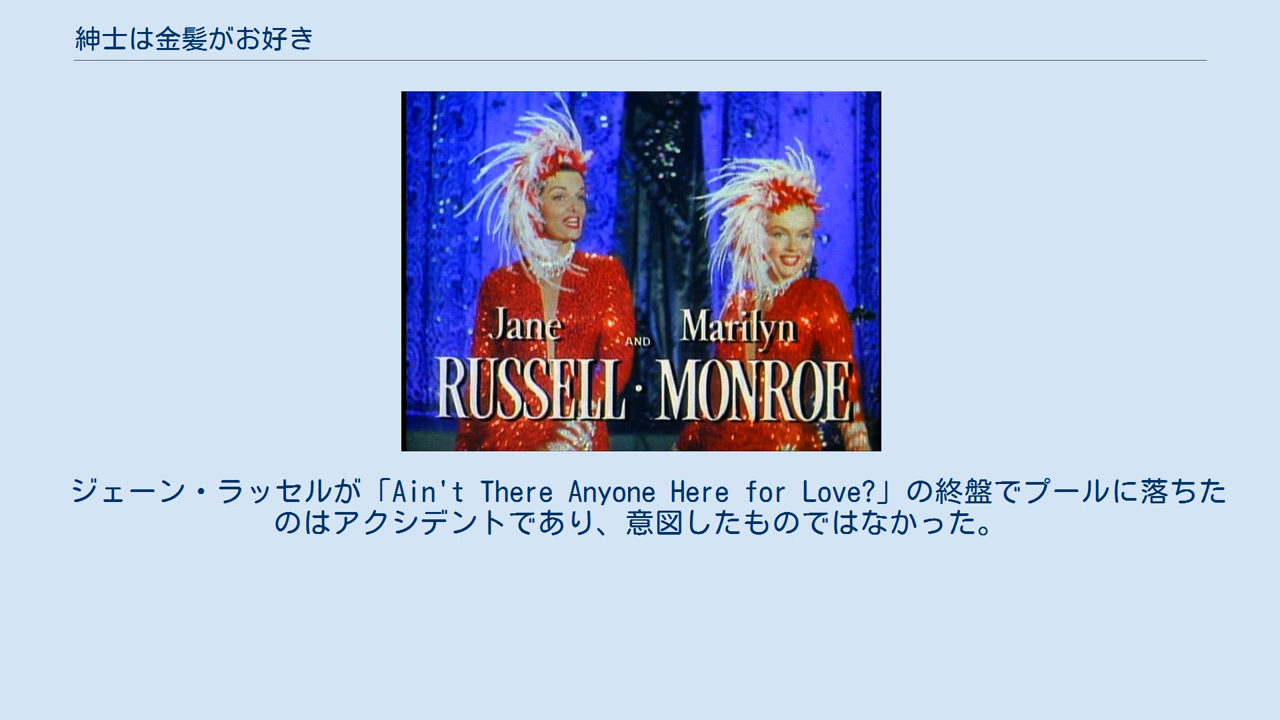 紳士は金髪がお好き
Jane AND Marilyn
RUSSELL · MONROE
ジェーン・ラッセルが「Ain't There Anyone Here for Love?」の終盤でプールに落ちた
のはアクシデントであり、意図したものではなかった。